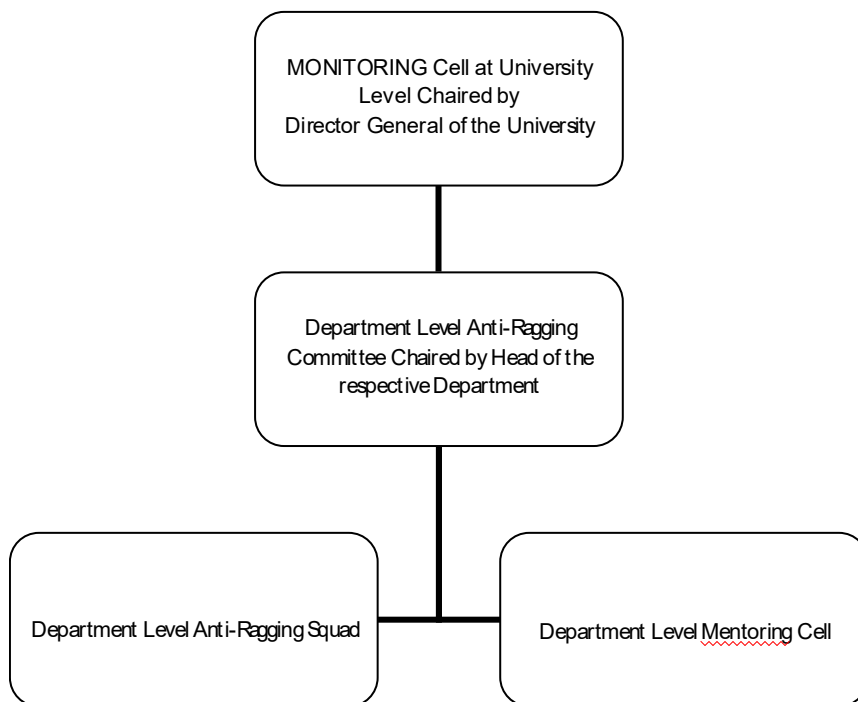 MONITORING Cell at University
Level Chaired by
Director General of the University
Department Level Anti-Ragging
Committee Chaired by Head of the
respective Department
Department Level Anti-Ragging Squad
Department Level Mentoring Cell